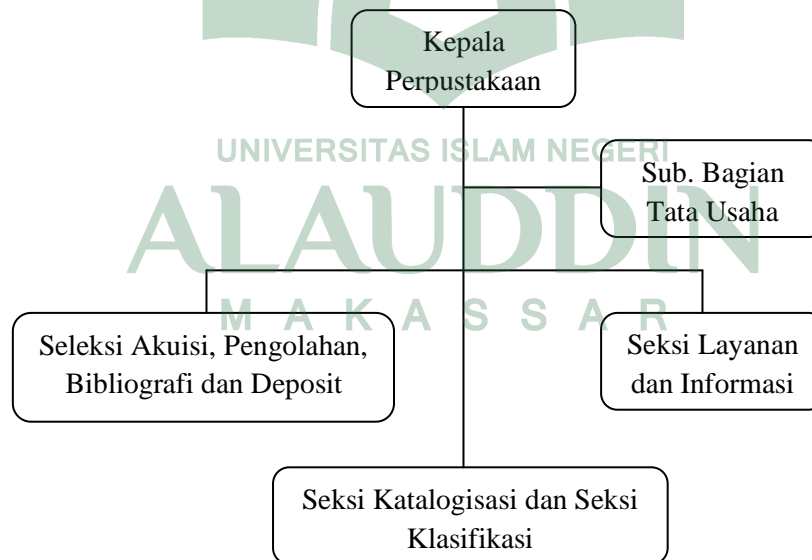 Kepala
Perpustakaan
UNIVERSITAS ISLAM NEGERI
Sub. Bagian
Tata Usaha
ALAUDDIN
MAKASSAR
Seleksi Akuisi, Pengolahan,
Bibliografi dan Deposit
Seksi Layanan
dan Informasi
Seksi Katalogisasi dan Seksi
Klasifikasi